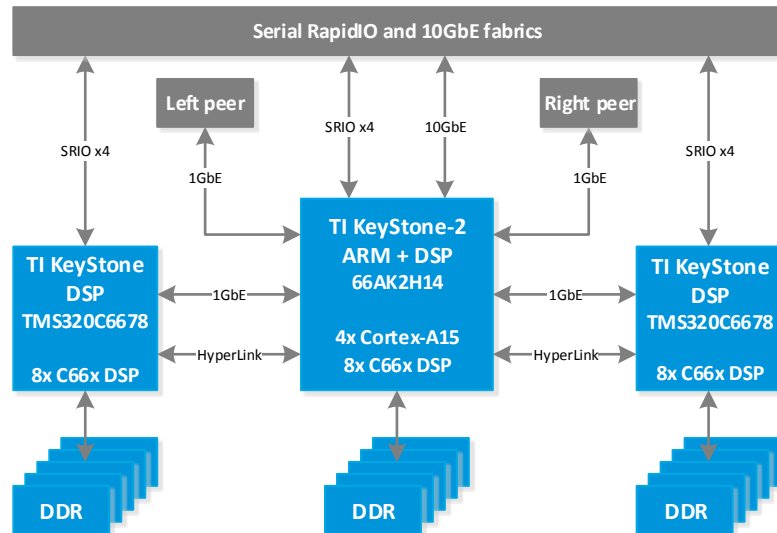 Serial RapidIO and 10GbE fabrics
Left peer
Right peer
SRIO x4
SRIO x4
10GbE
SRIO x4
1GbE
1GbE
TI KeyStone
DSP
TMS320C6678
8x C66x DSP
TI KeyStone-2
ARM + DSP
66AK2H14
4x Cortex-A15
8x C66x DSP
TI KeyStone
DSP
TMS320C6678
8x C66x DSP
1GbE
1GbE
HyperLink
HyperLink
DDR
DDR
DDR